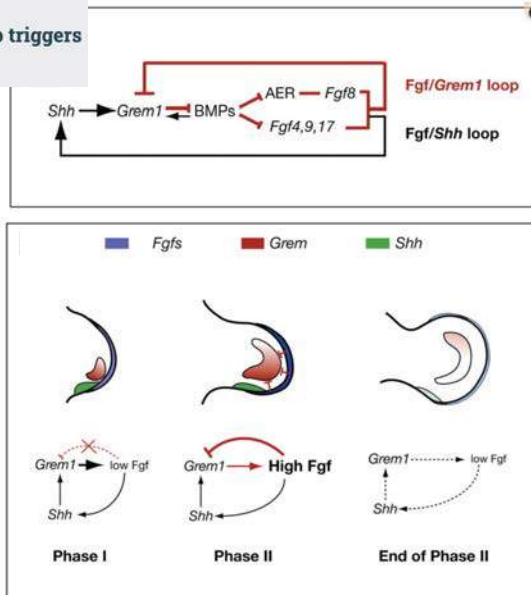 o triggers
AER
Fgf8
Fgf/Grem1 loop
Shh
Grem1
BMPs
Fgf4,9,17
Fgf/Shh loop
Fgfs
Grem
Shh
Grem1
low Fgf
Shh
Grem1
High Fgf
Shh
Grem1
low Fgf
Shh
Phase I
Phase II
End of Phase II